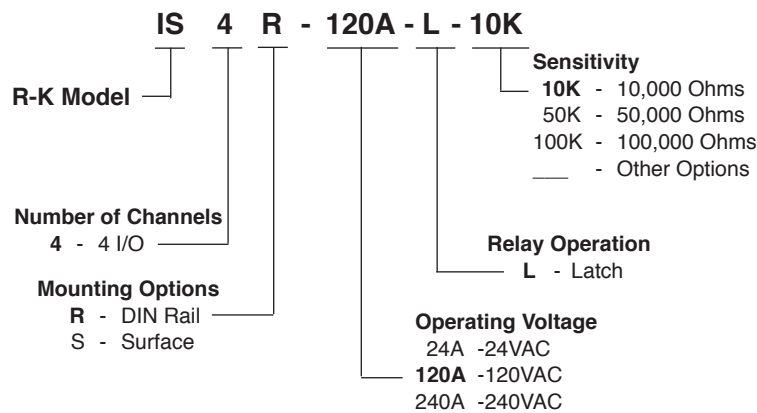 IS 4 R - 120A - L - 10K
R-K Model
Sensitivity
10K - 10,000 Ohms
50K - 50,000 Ohms
100K - 100,000 Ohms
___ - Other Options
Number of Channels
4 - 4 I/O
Relay Operation
L - Latch
Mounting Options
R - DIN Rail
S - Surface
Operating Voltage
24A -24VAC
120A -120VAC
240A -240VAC